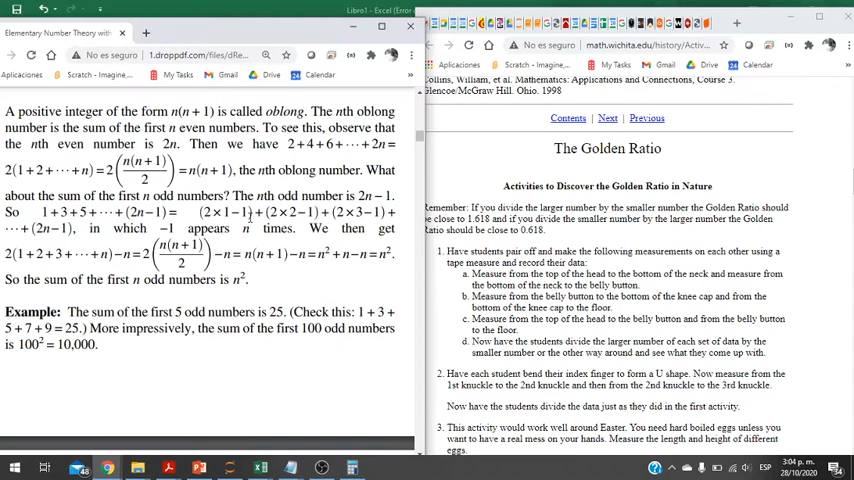 Libro1 - Excel (Error
Elementary Number Theory with
No es seguro
1.droppdf.com/files/dRe...
Aplicaciones
Scratch - Imagine,...
My Tasks
Gmail
Drive
Calendar
A positive integer of the form n(n + 1) is called oblong. The nth oblong
number is the sum of the first n even numbers. To see this, observe that
the nth even number is 2n. Then we have 2+4+6+⋯+2n=
2(1+2+⋯+n)=2(n(n+1)/2)=n(n+1), the nth oblong number. What
about the sum of the first n odd numbers? The nth odd number is 2n − 1.
So 1+3+5+⋯+(2n−1)= (2×1−1)+(2×2−1)+(2×3−1)+
⋯+(2n−1), in which −1 appears n times. We then get
2(1+2+3+⋯+n)−n=2(n(n+1)/2)−n=n(n+1)−n=n²+n−n=n².
So the sum of the first n odd numbers is n².
Example: The sum of the first 5 odd numbers is 25. (Check this: 1 + 3 +
5 + 7 + 9 = 25.) More impressively, the sum of the first 100 odd numbers
is 100² = 10,000.
No es seguro
math.wichita.edu/history/Activ...
Aplicaciones
Scratch - Imagine,...
My Tasks
Gmail
Drive
Calendar
Collins, William, et al. Mathematics: Applications and Connections, Course 3.
Glencoe/McGraw Hill. Ohio. 1998
Contents | Next | Previous
The Golden Ratio
Activities to Discover the Golden Ratio in Nature
Remember: If you divide the larger number by the smaller number the Golden Ratio should
be close to 1.618 and if you divide the smaller number by the larger number the Golden
Ratio should be close to 0.618.
1. Have students pair off and make the following measurements on each other using a
tape measure and record their data:
a. Measure from the top of the head to the bottom of the neck and measure from
the bottom of the neck to the belly button.
b. Measure from the belly button to the bottom of the knee cap and from the
bottom of the knee cap to the floor.
c. Measure from the top of the head to the belly button and from the belly button
to the floor.
d. Now have the students divide the larger number of each set of data by the
smaller number or the other way around and see what they come up with.
2. Have each student bend their index finger to form a U shape. Now measure from the
1st knuckle to the 2nd knuckle and then from the 2nd knuckle to the 3rd knuckle.
Now have the students divide the data just as they did in the first activity.
3. This activity would work well around Easter. You need hard boiled eggs unless you
want to have a real mess on your hands. Measure the length and height of different
eggs.
48
ESP
3:04 p. m.
28/10/2020
34